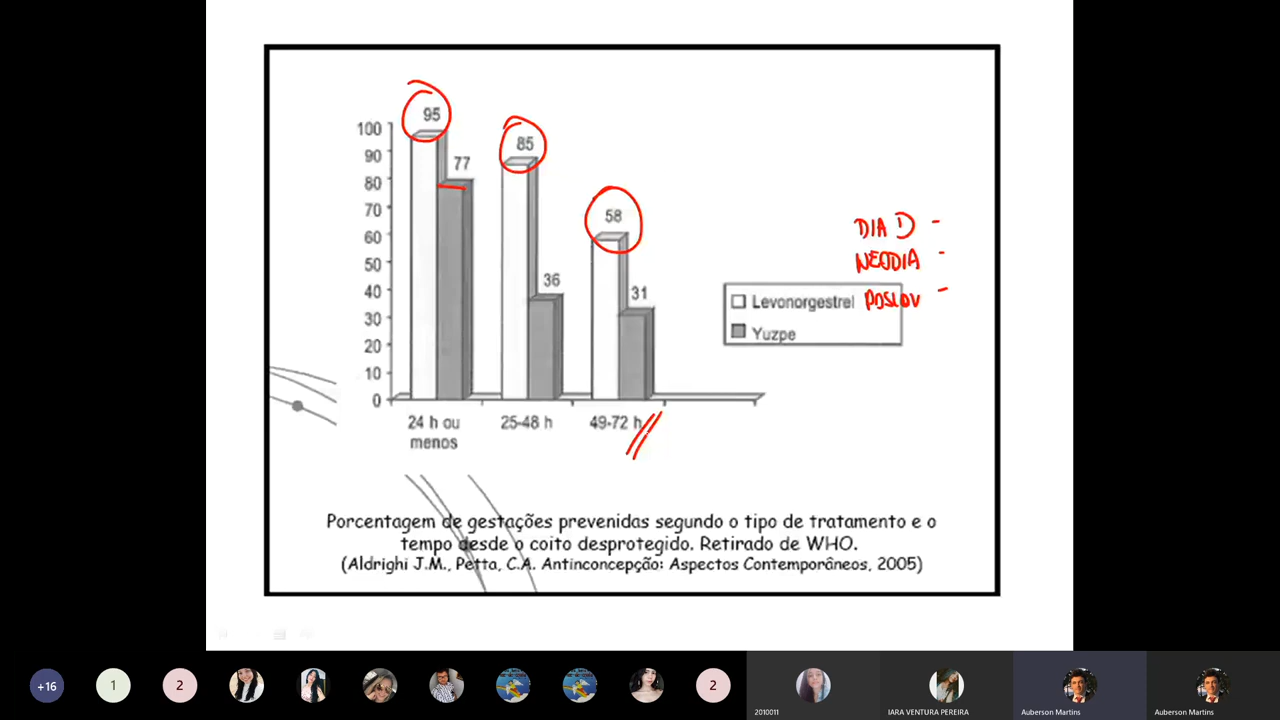 95
85
77
58
36
31
100
90
80
70
60
50
40
30
20
10
0
24 h ou
menos
25-48 h
49-72 h
DIA D -
NEODIA -
POSLOV -
Levonorgestrel
Yuzpe
Porcentagem de gestações prevenidas segundo o tipo de tratamento e o
tempo desde o coito desprotegido. Retirado de WHO.
(Aldrighi J.M., Petta, C.A. Antinconcepção: Aspectos Contemporâneos, 2005)
+16
1
2
2
2010011
IARA VENTURA PEREIRA
Auberson Martins
Auberson Martins